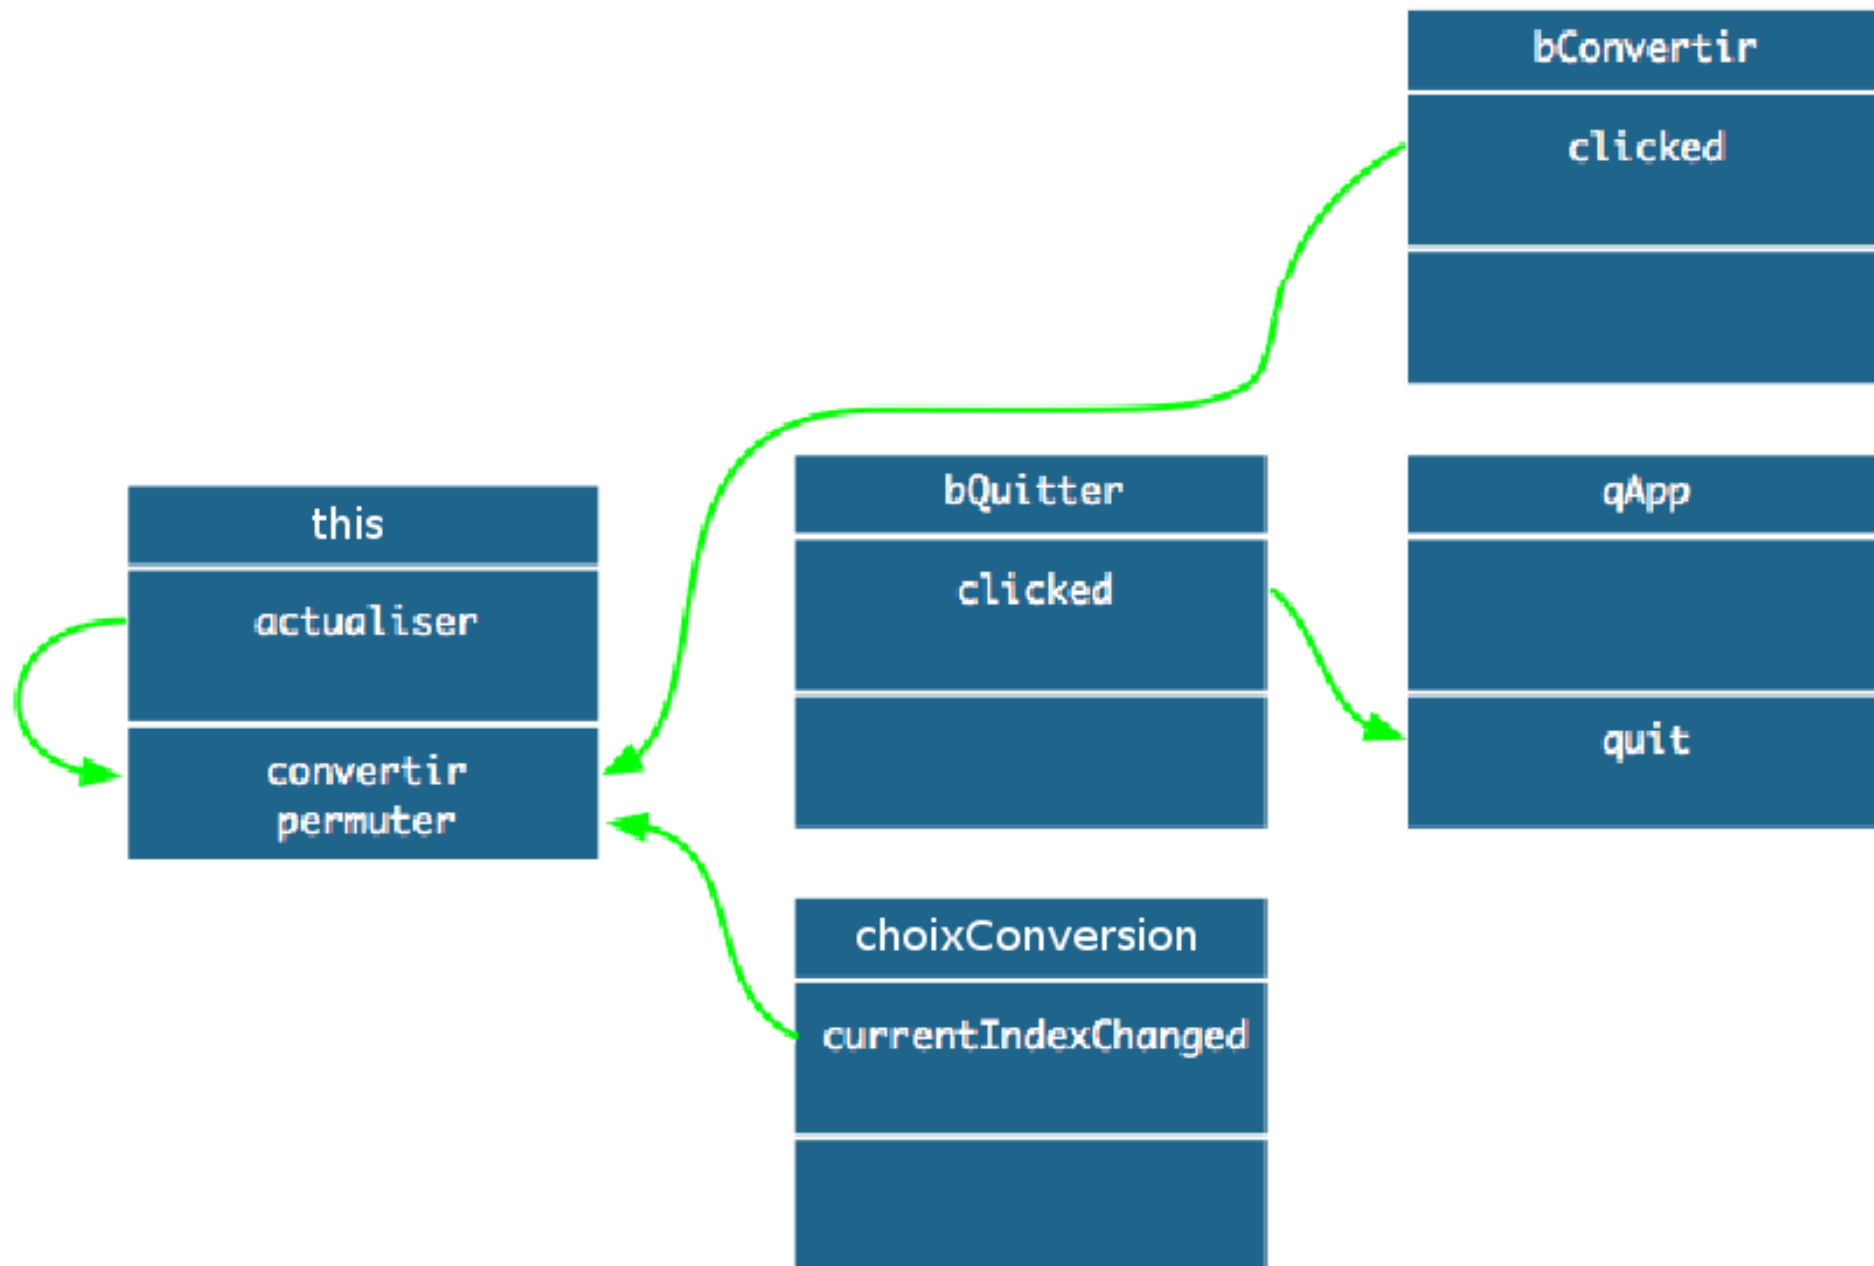 bConvertir
clicked
this
actualiser
convertir
permuter
bQuitter
clicked
qApp
quit
choixConversion
currentIndexChanged